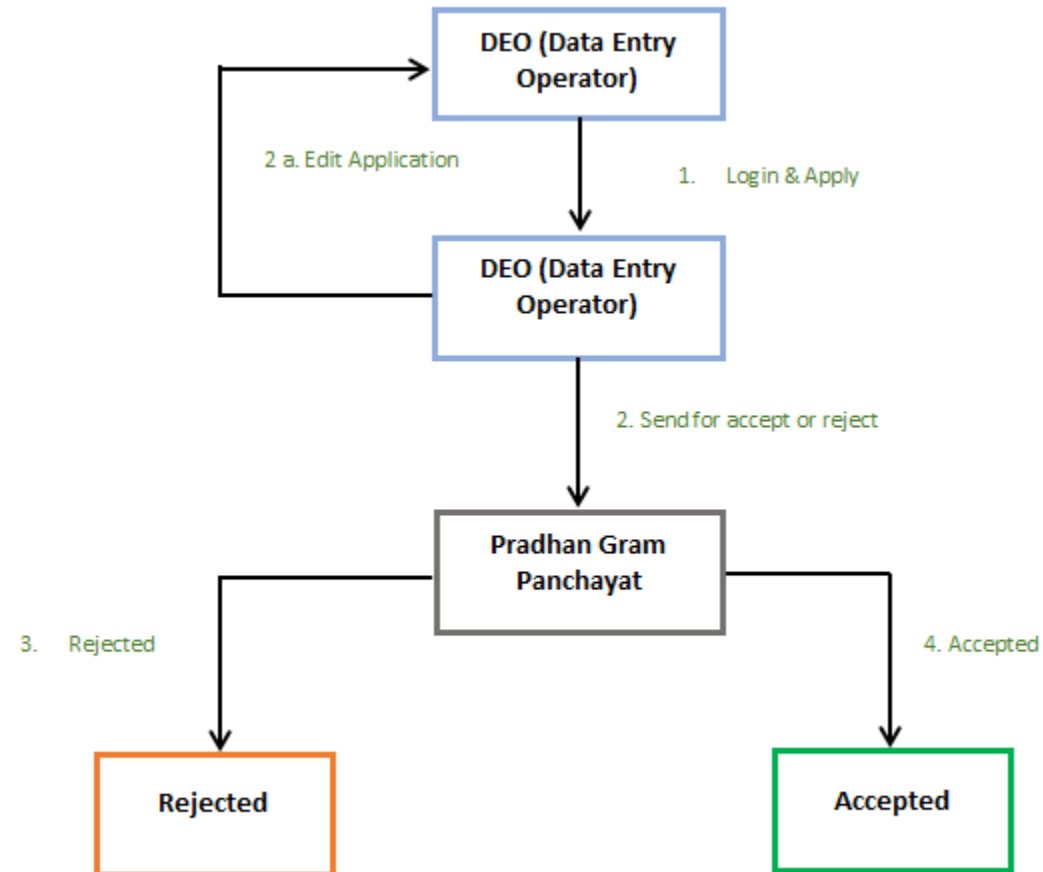 DEO (Data Entry
Operator)
2 a. Edit Application
1. Login & Apply
DEO (Data Entry
Operator)
2. Send for accept or reject
Pradhan Gram
Panchayat
3. Rejected
4. Accepted
Rejected
Accepted